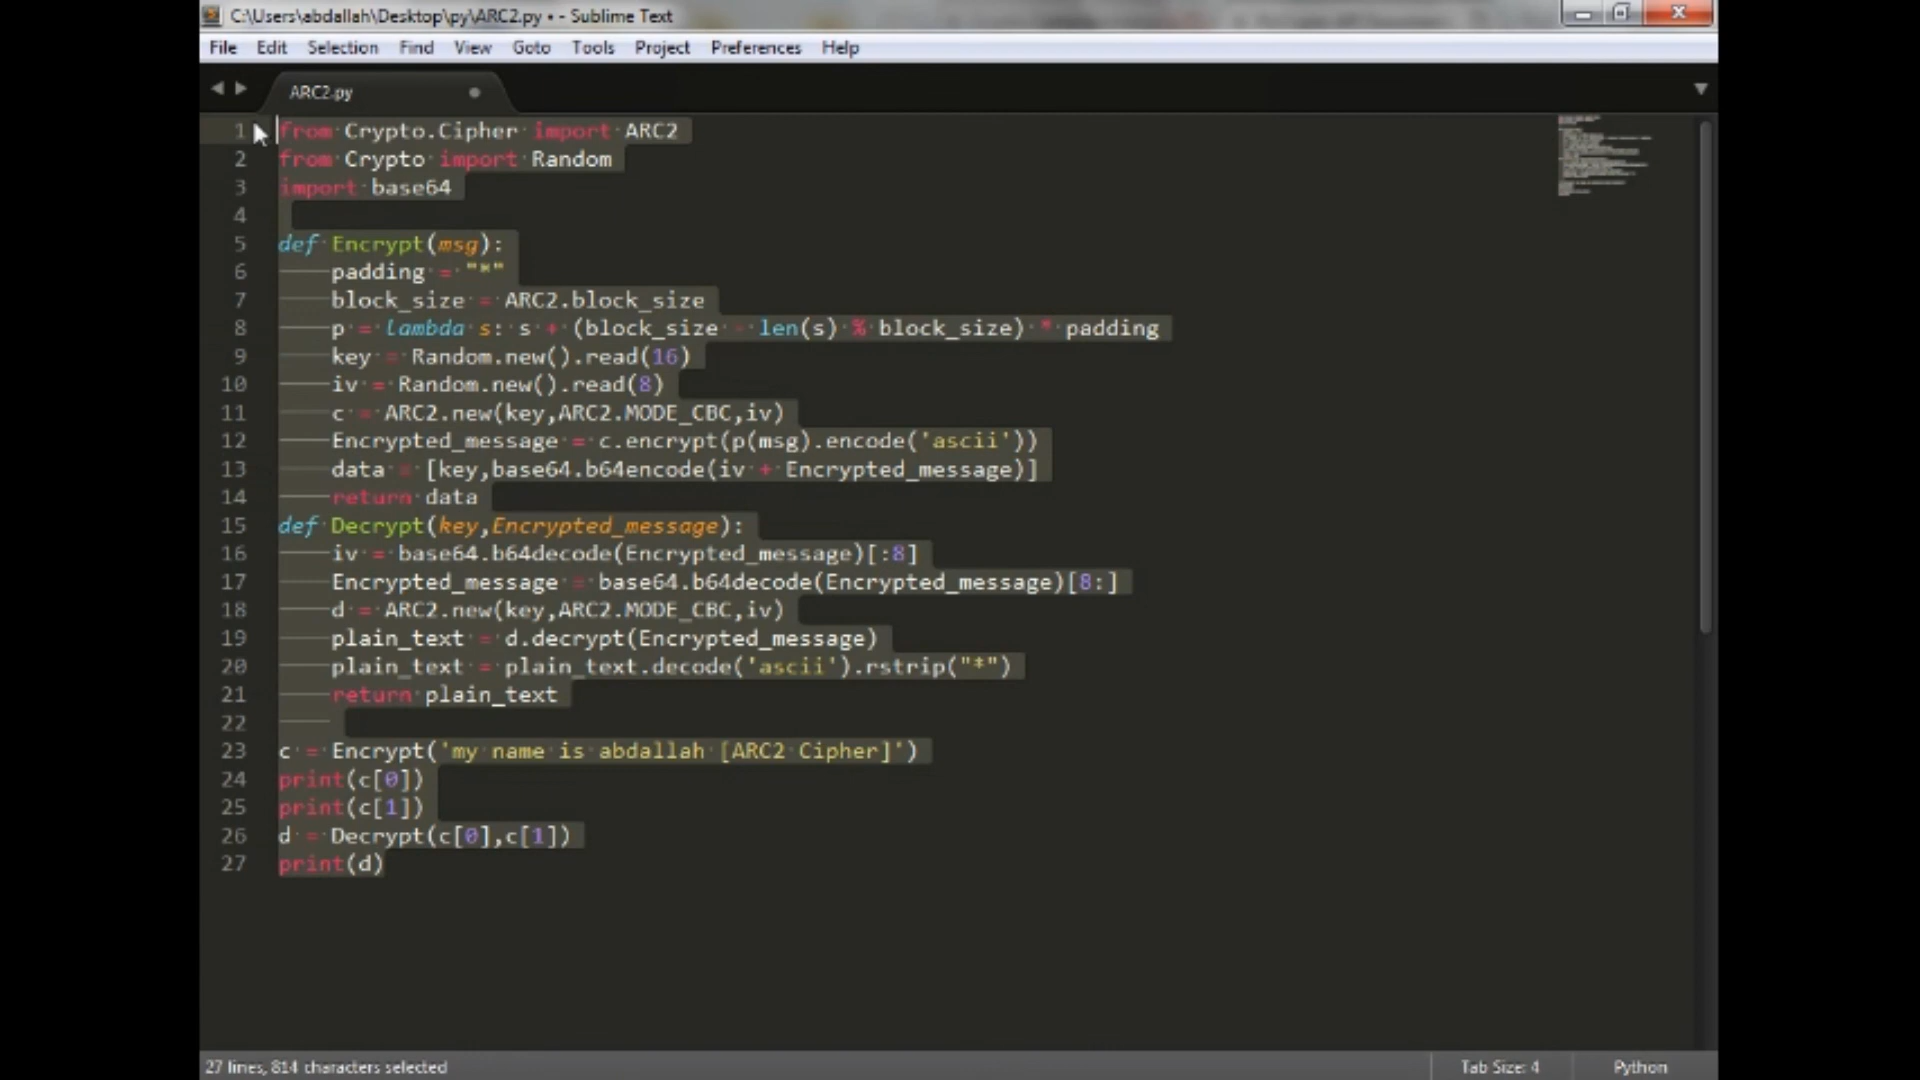 C:\Users\abdallah\Desktop\py\ARC2.py • - Sublime Text
File Edit Selection Find View Goto Tools Project Preferences Help
ARC2.py
1 from Crypto.Cipher import ARC2
2 from Crypto import Random
3 import base64
4
5 def Encrypt(msg):
6 padding = "*"
7 block_size = ARC2.block_size
8 p = lambda s: s + (block_size - len(s) % block_size) * padding
9 key = Random.new().read(16)
10 iv = Random.new().read(8)
11 c = ARC2.new(key,ARC2.MODE_CBC,iv)
12 Encrypted_message = c.encrypt(p(msg).encode('ascii'))
13 data = [key,base64.b64encode(iv + Encrypted_message)]
14 return data
15 def Decrypt(key,Encrypted_message):
16 iv = base64.b64decode(Encrypted_message)[:8]
17 Encrypted_message = base64.b64decode(Encrypted_message)[8:]
18 d = ARC2.new(key,ARC2.MODE_CBC,iv)
19 plain_text = d.decrypt(Encrypted_message)
20 plain_text = plain_text.decode('ascii').rstrip("*")
21 return plain_text
22
23 c = Encrypt('my name is abdallah [ARC2 Cipher]')
24 print(c[0])
25 print(c[1])
26 d = Decrypt(c[0],c[1])
27 print(d)
27 lines, 814 characters selected Tab Size: 4 Python